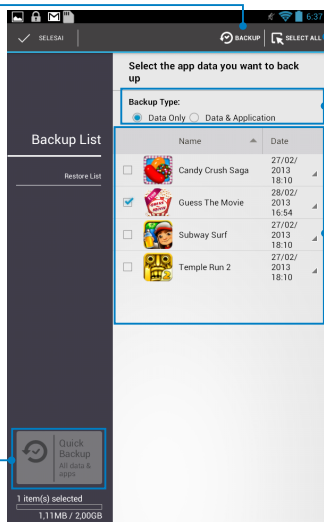 6:37
SELESAI
BACKUP
SELECT ALL
Select the app data you want to back
up
Backup Type:
Data Only
Data & Application
Backup List
Restore List
Name
Date
Candy Crush Saga
27/02/
2013
18:10
Guess The Movie
28/02/
2013
16:54
Subway Surf
27/02/
2013
18:10
Temple Run 2
27/02/
2013
18:10
Quick
Backup
All data &
apps
1 item(s) selected
1,11MB / 2,00GB